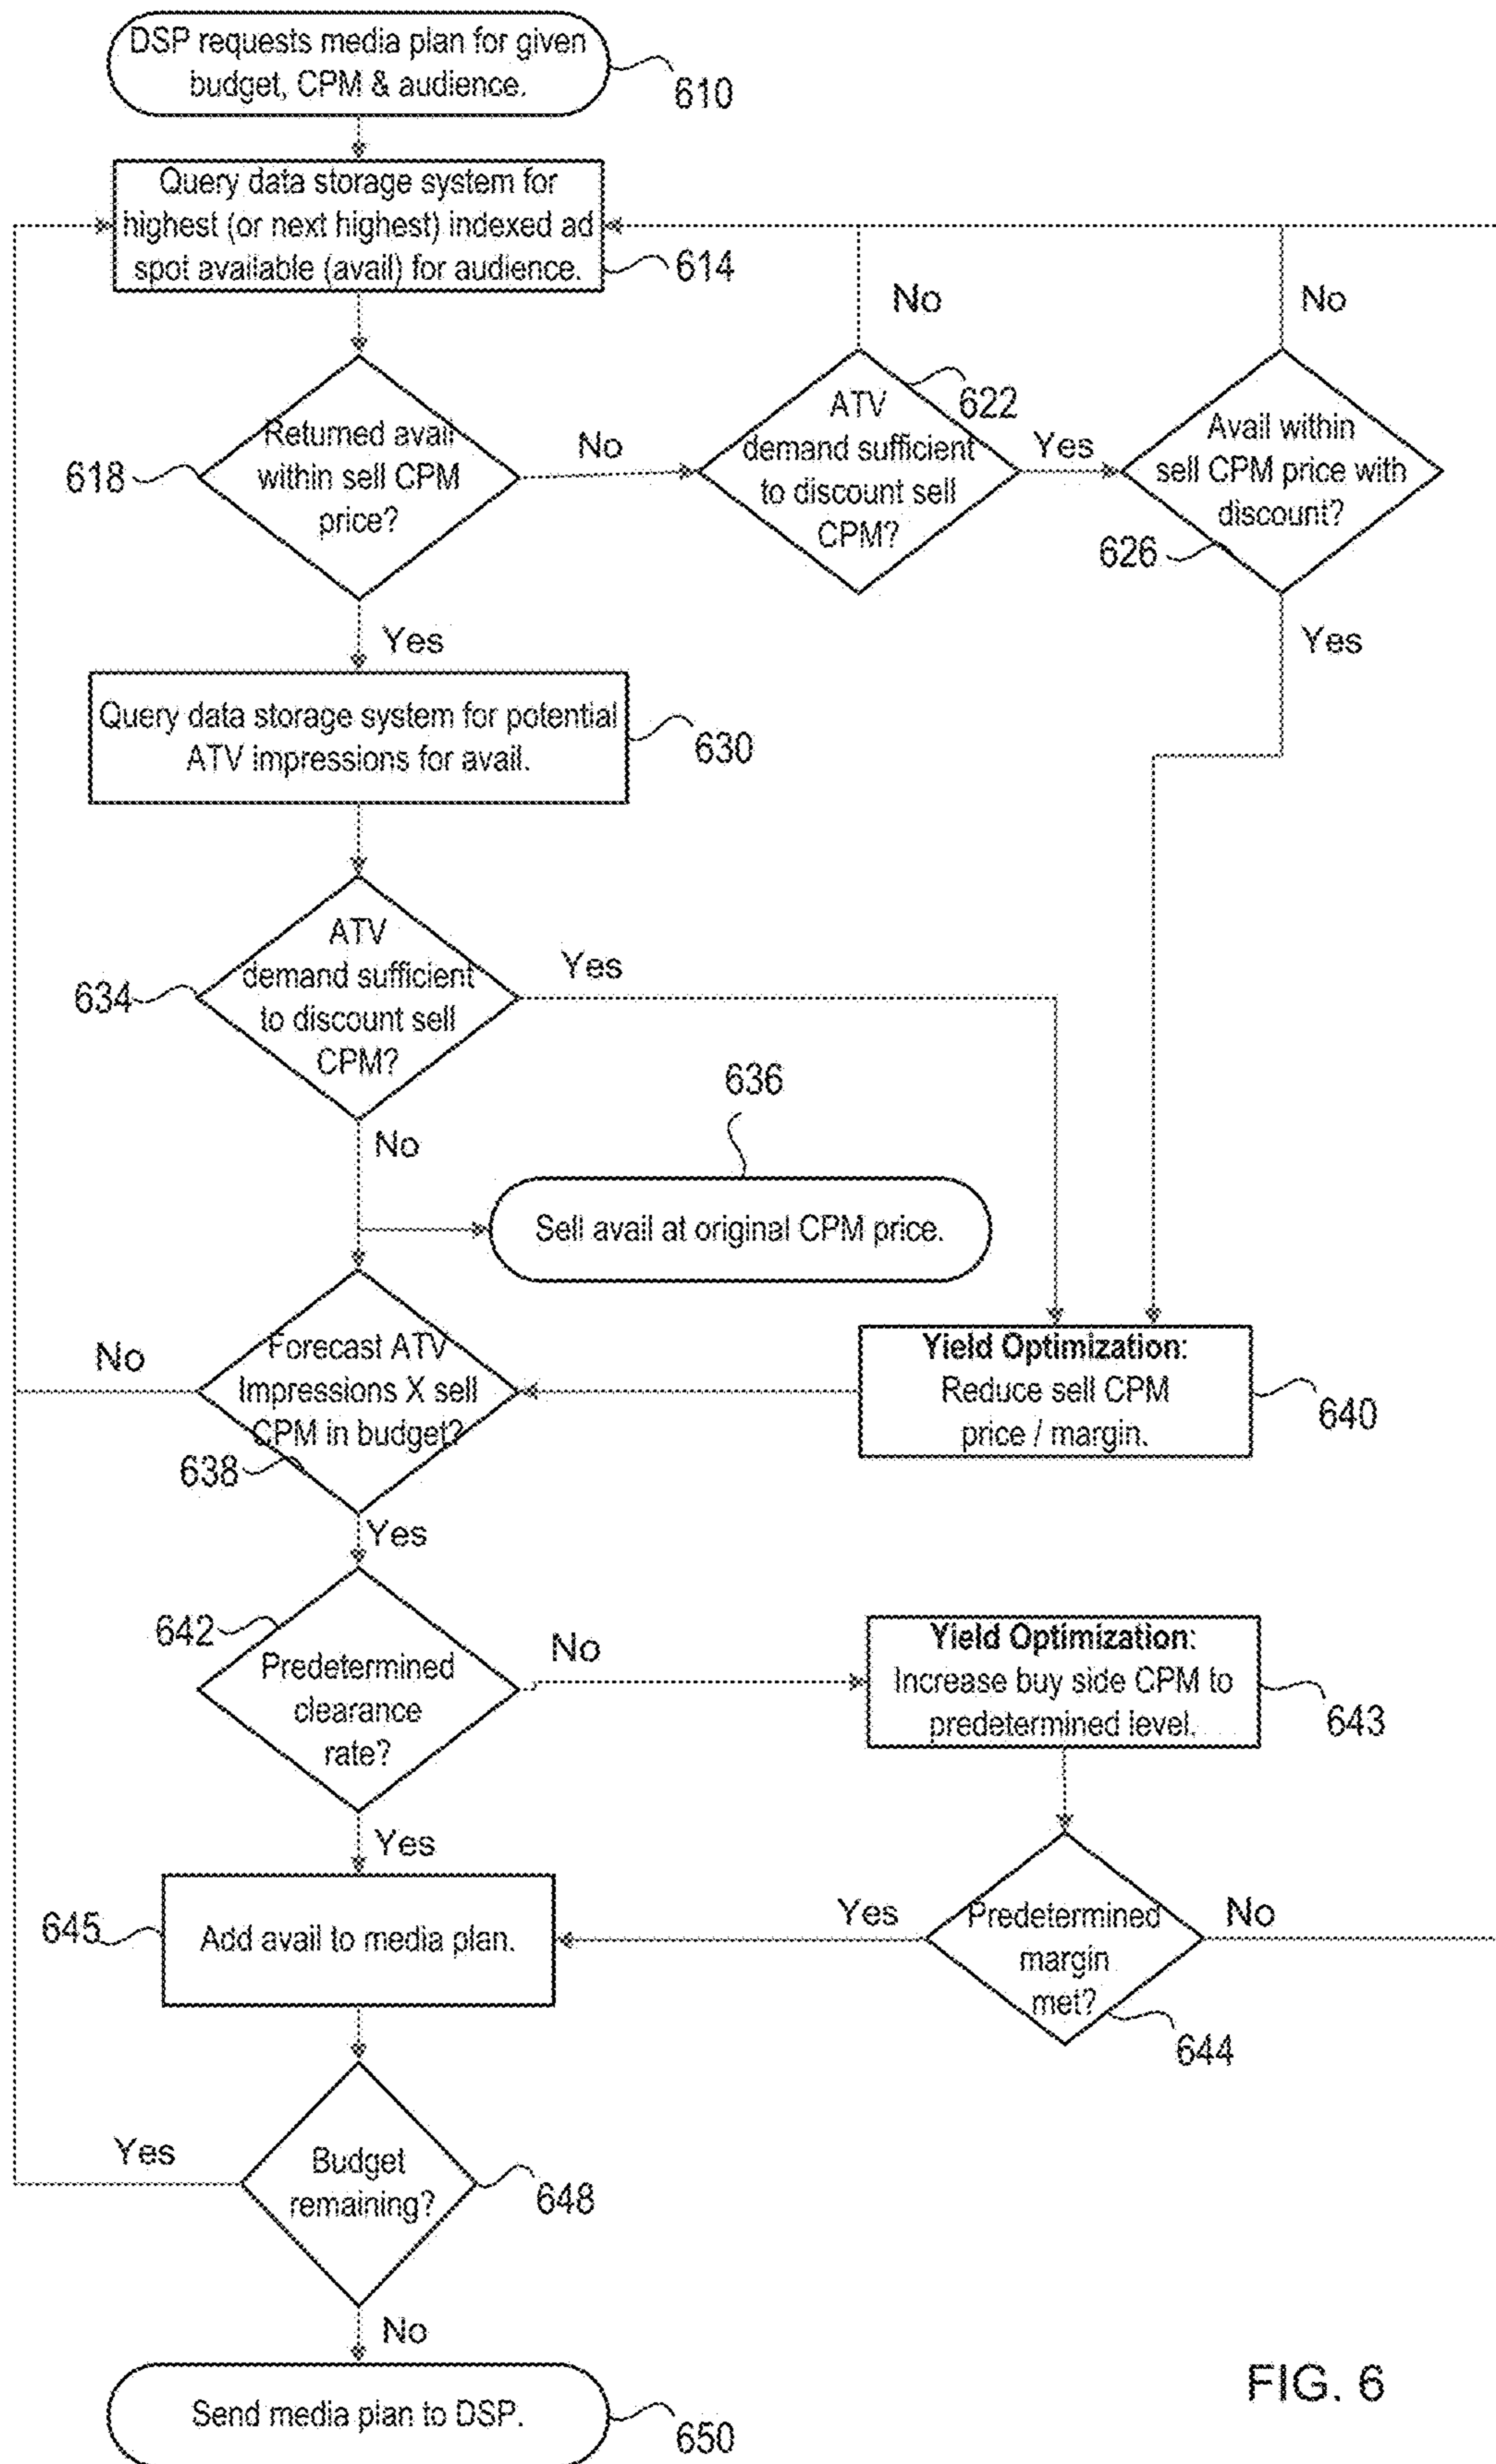 DSP requests media plan for given
budget, CPM & audience.
610
Query data storage system for
highest (or next highest) indexed ad
spot available (avail) for audience.
614
No
No
Returned avail
within sell CPM
price?
618
No
ATV
demand sufficient
to discount sell
CPM?
622
Yes
Avail within
sell CPM price with
discount?
626
Yes
Yes
Query data storage system for potential
ATV impressions for avail.
630
ATV
demand sufficient
to discount sell
CPM?
634
Yes
No
636
Sell avail at original CPM price.
No
Forecast ATV
Impressions X sell
CPM in budget?
638
Yield Optimization:
Reduce sell CPM
price / margin.
640
Yes
642
Predetermined
clearance
rate?
No
Yield Optimization:
Increase buy side CPM to
predetermined level.
643
Yes
645
Add avail to media plan.
Yes
Predetermined
margin
met?
No
644
Yes
Budget
remaining?
648
No
Send media plan to DSP.
650
FIG. 6